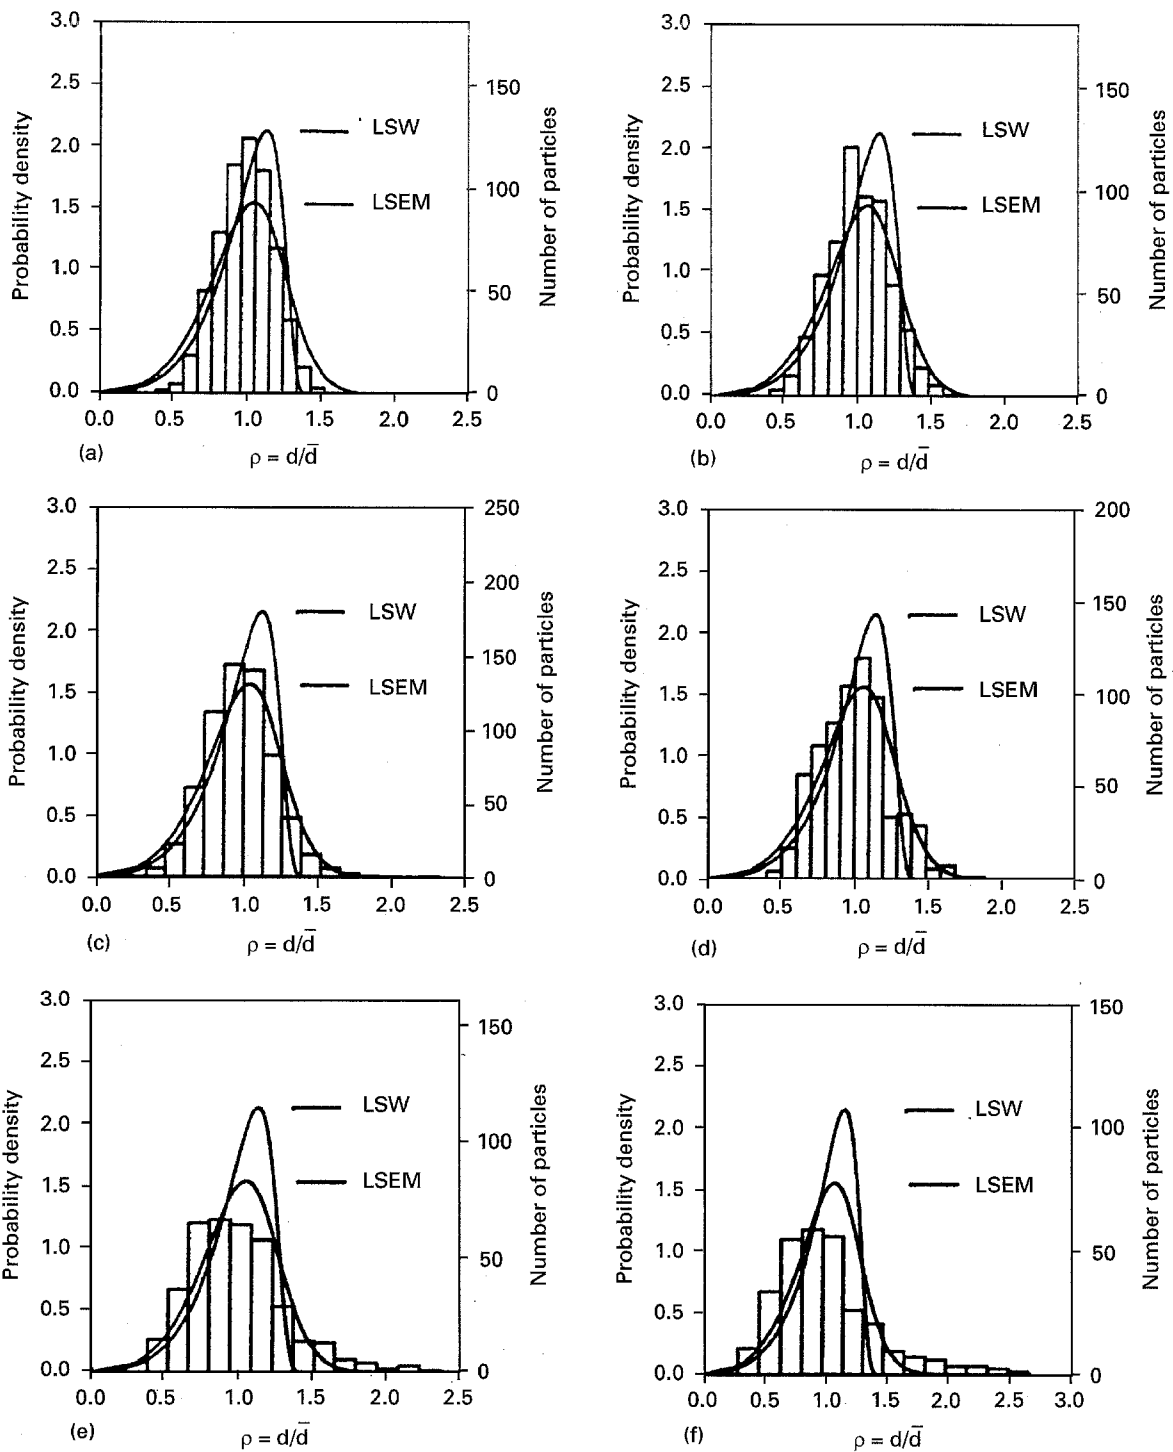 3.0
2.5
2.0
1.5
1.0
0.5
0.0
Probability density
150
100
50
0
Number of particles
LSW
LSEM
0.0 0.5 1.0 1.5 2.0 2.5
(a)
ρ = d/d̅
3.0
2.5
2.0
1.5
1.0
0.5
0.0
Probability density
150
100
50
0
Number of particles
LSW
LSEM
0.0 0.5 1.0 1.5 2.0 2.5
(b)
ρ = d/d̅
3.0
2.5
2.0
1.5
1.0
0.5
0.0
Probability density
250
200
150
100
50
0
Number of particles
LSW
LSEM
0.0 0.5 1.0 1.5 2.0 2.5
(c)
ρ = d/d̅
3.0
2.5
2.0
1.5
1.0
0.5
0.0
Probability density
200
150
100
50
0
Number of particles
LSW
LSEM
0.0 0.5 1.0 1.5 2.0 2.5
(d)
ρ = d/d̅
3.0
2.5
2.0
1.5
1.0
0.5
0.0
Probability density
150
100
50
0
Number of particles
LSW
LSEM
0.0 0.5 1.0 1.5 2.0 2.5
(e)
ρ = d/d̅
3.0
2.5
2.0
1.5
1.0
0.5
0.0
Probability density
150
100
50
0
Number of particles
LSW
LSEM
0.0 0.5 1.0 1.5 2.0 2.5 3.0
(f)
ρ = d/d̅